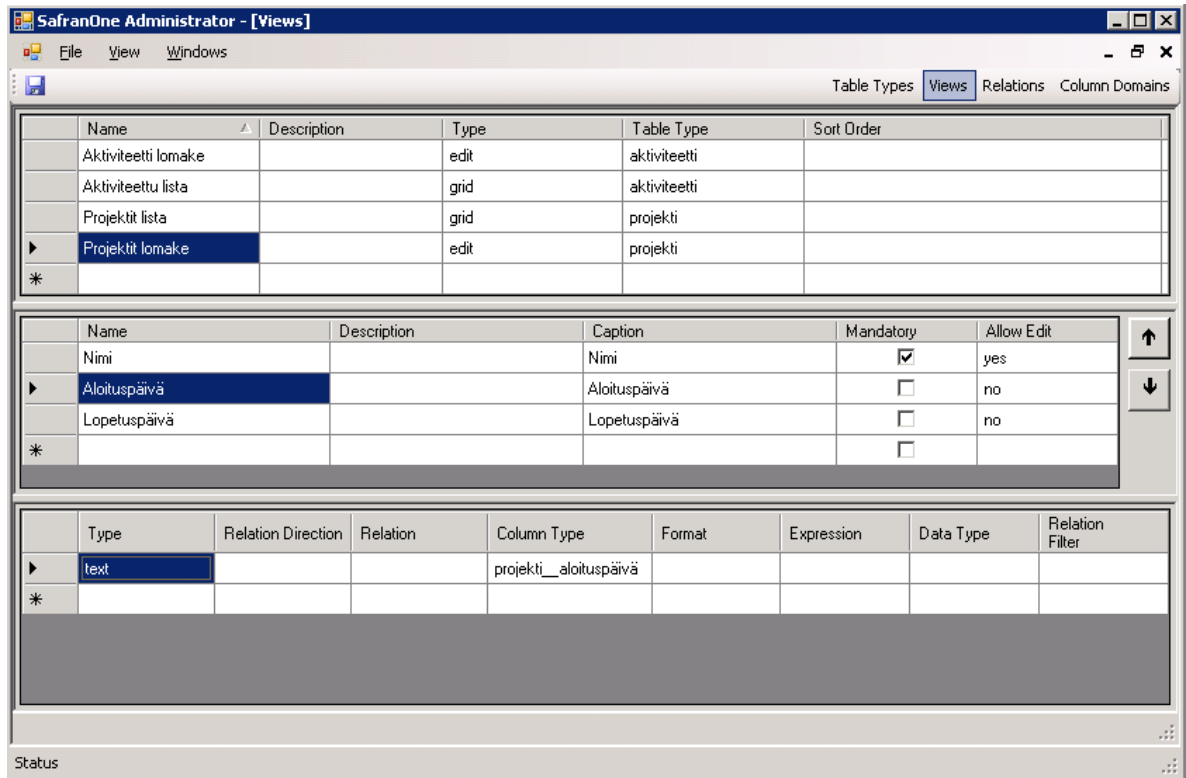 SafranOne Administrator - [Views]
File View Windows
Table Types Views Relations Column Domains
Name Description Type Table Type Sort Order
Aktiviteetti lomake edit aktiviteetti
Aktiviteettu lista grid aktiviteetti
Projektit lista grid projekti
Projektit lomake edit projekti
Name Description Caption Mandatory Allow Edit
Nimi Nimi yes
Aloituspäivä Aloituspäivä no
Lopetuspäivä Lopetuspäivä no
Type Relation Direction Relation Column Type Format Expression Data Type Relation Filter
text projekti__aloituspäivä
Status